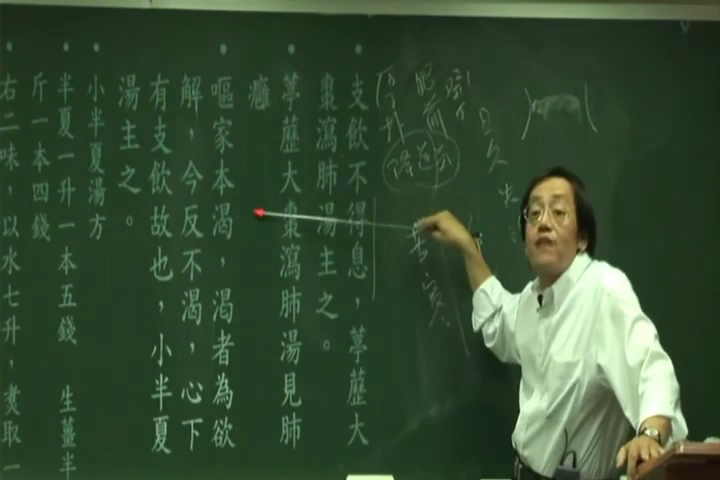 支飲不得息，葶藶大
棗瀉肺湯主之。
葶藶大棗瀉肺湯見肺
癰
嘔家本渴，渴者為欲
解，今反不渴，心下
有支飲故也，小半夏
湯主之。
小半夏湯方
半夏一升一本五錢 生薑半
斤一本四錢
右二味，以水七升，煑取一